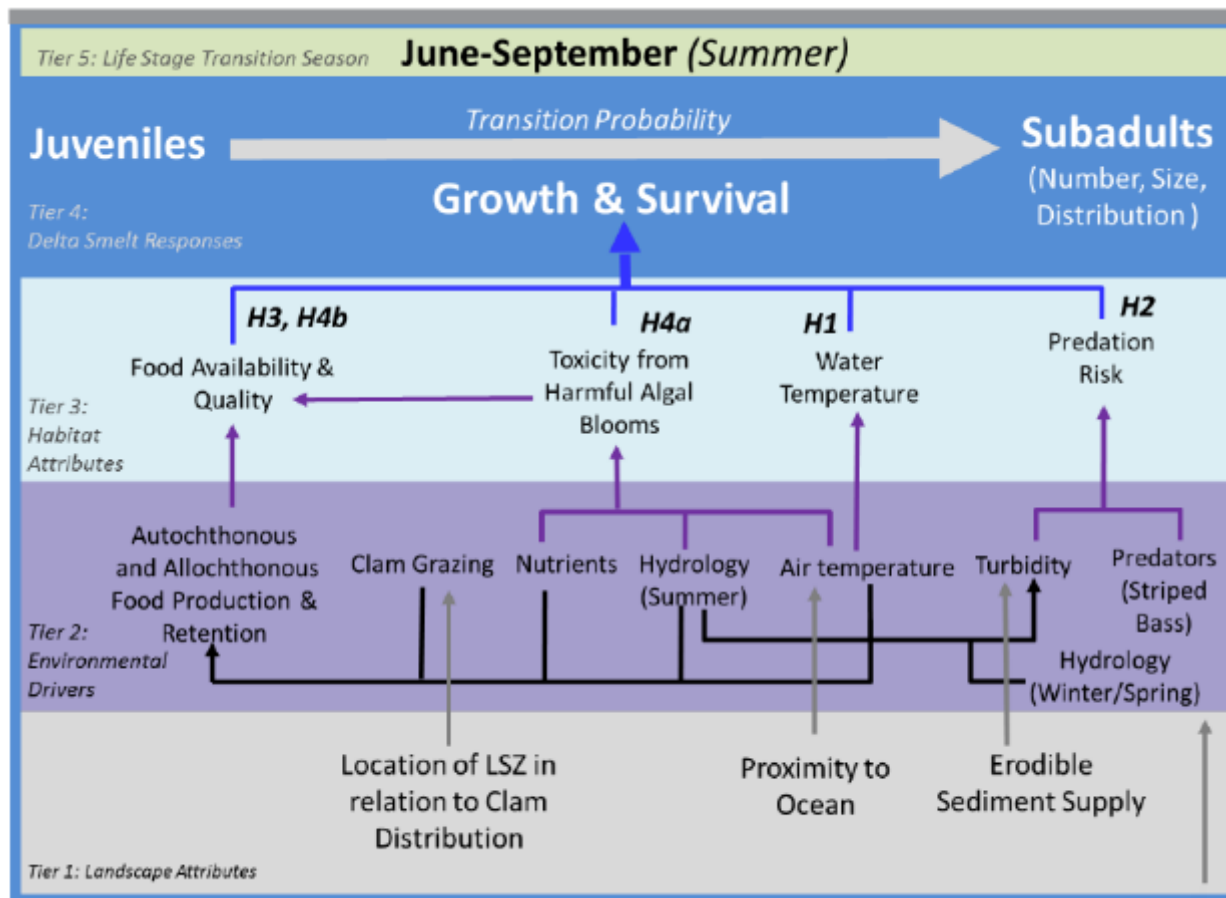 Tier 5: Life Stage Transition Season June-September (Summer)
Transition Probability
Juveniles
Subadults
(Number, Size,
Distribution )
Growth & Survival
Tier 4:
Delta Smelt Responses
H3, H4b
H4a
H1
H2
Food Availability &
Quality
Toxicity from
Harmful Algal
Blooms
Water
Temperature
Predation
Risk
Tier 3:
Habitat
Attributes
Autochthonous
and Allochthonous
Food Production &
Retention
Clam Grazing
Nutrients
Hydrology
(Summer)
Air temperature
Turbidity
Predators
(Striped
Bass)
Hydrology
(Winter/Spring)
Tier 2:
Environmental
Drivers
Location of LSZ in
relation to Clam
Distribution
Proximity to
Ocean
Erodible
Sediment Supply
Tier 1: Landscape Attributes